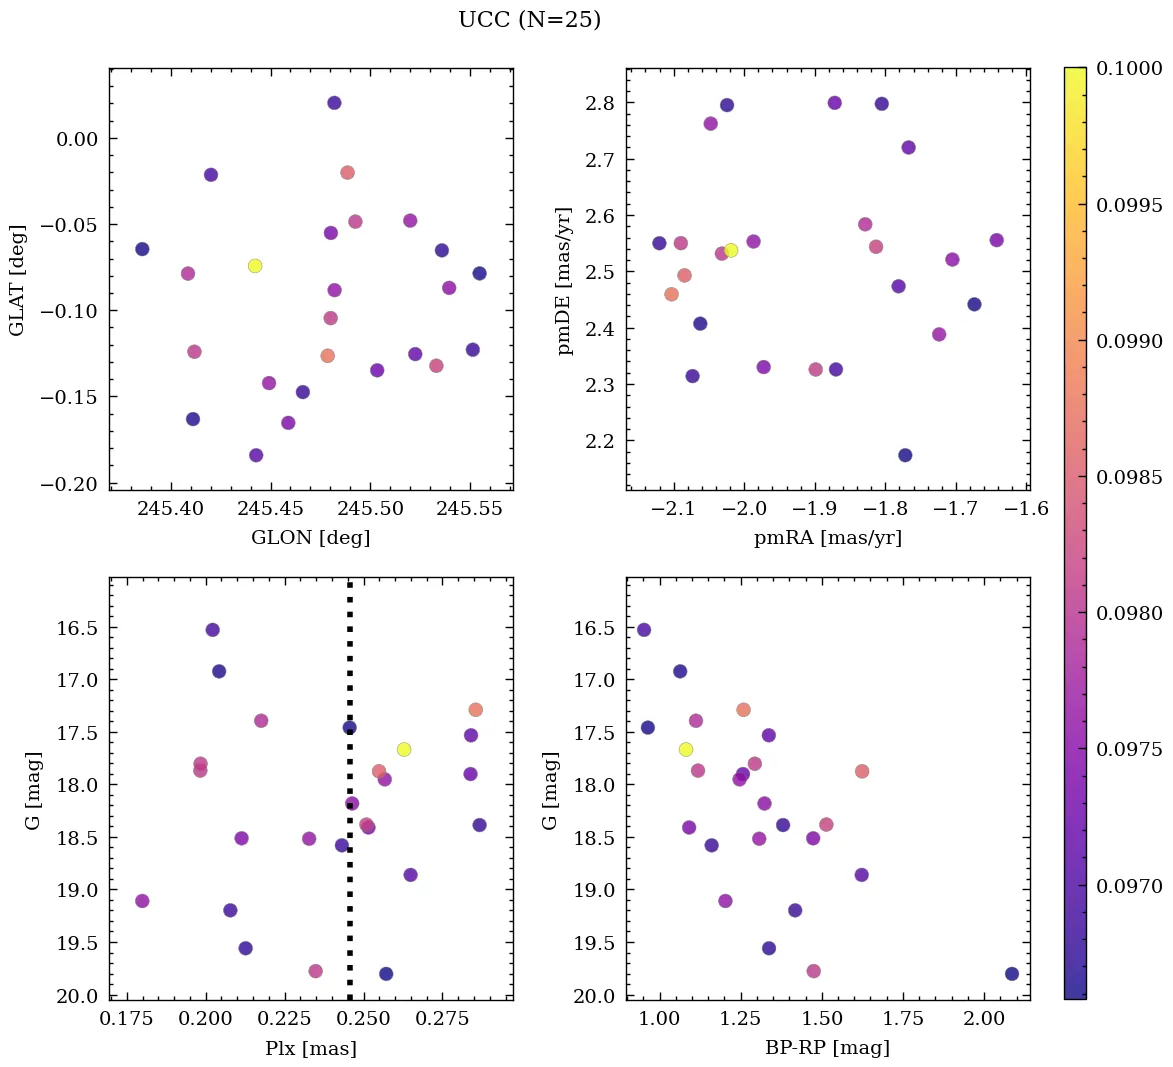 UCC (N=25)
0.00
−0.05
−0.10
−0.15
−0.20
GLAT [deg]
245.40 245.45 245.50 245.55
GLON [deg]
2.8
2.7
2.6
2.5
2.4
2.3
2.2
pmDE [mas/yr]
−2.1 −2.0 −1.9 −1.8 −1.7 −1.6
pmRA [mas/yr]
16.5
17.0
17.5
18.0
18.5
19.0
19.5
20.0
G [mag]
0.175 0.200 0.225 0.250 0.275
Plx [mas]
16.5
17.0
17.5
18.0
18.5
19.0
19.5
20.0
G [mag]
1.00 1.25 1.50 1.75 2.00
BP-RP [mag]
0.1000
0.0995
0.0990
0.0985
0.0980
0.0975
0.0970